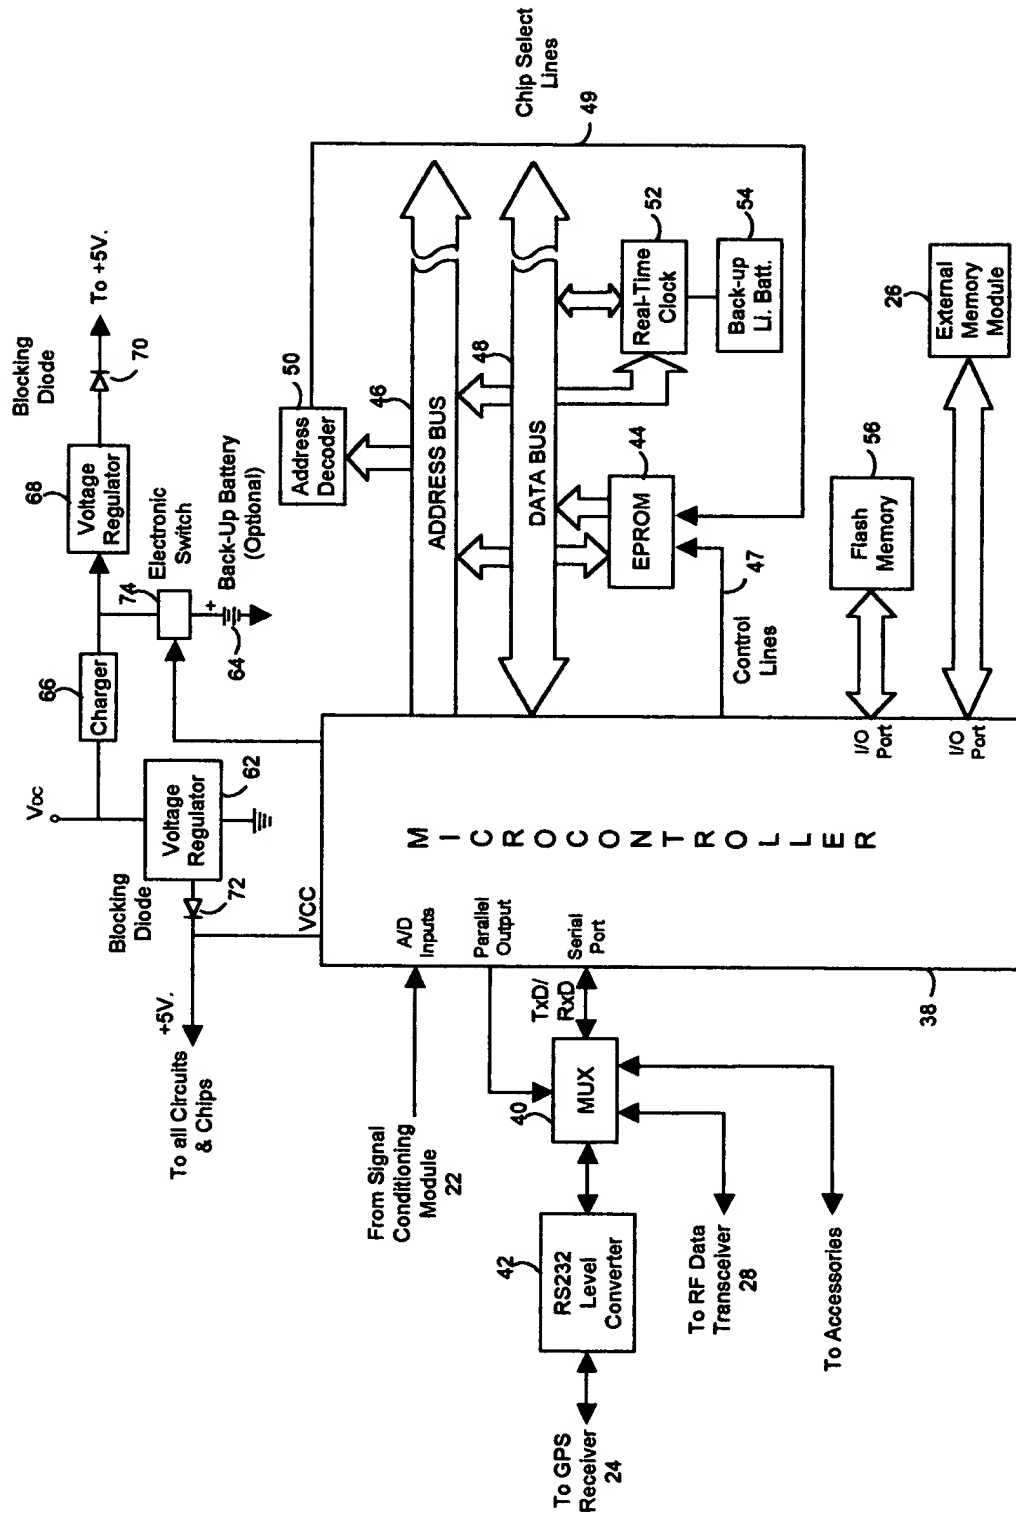 Blocking
Diode
To +5V.
70
68
Voltage
Regulator
Electronic
Switch
74
66
Charger
+
64
Back-Up Battery
(Optional)
VDC
Voltage
Regulator
62
Blocking
Diode
72
VCC
+5V.
To all Circuits
& Chips
Chip Select
Lines
49
50
Address
Decoder
46
ADDRESS BUS
48
DATA BUS
52
Real-Time
Clock
54
Back-up
Li. Batt.
44
EPROM
47
Control
Lines
56
Flash
Memory
26
External
Memory
Module
I/O
Port
I/O
Port
MICROCONTROLLER
38
A/D
Inputs
Parallel
Output
Serial
Port
TxD/
RxD
From Signal
Conditioning
Module
22
40
MUX
42
RS232
Level
Converter
To GPS
Receiver
24
To RF Data
Transceiver
28
To Accessories